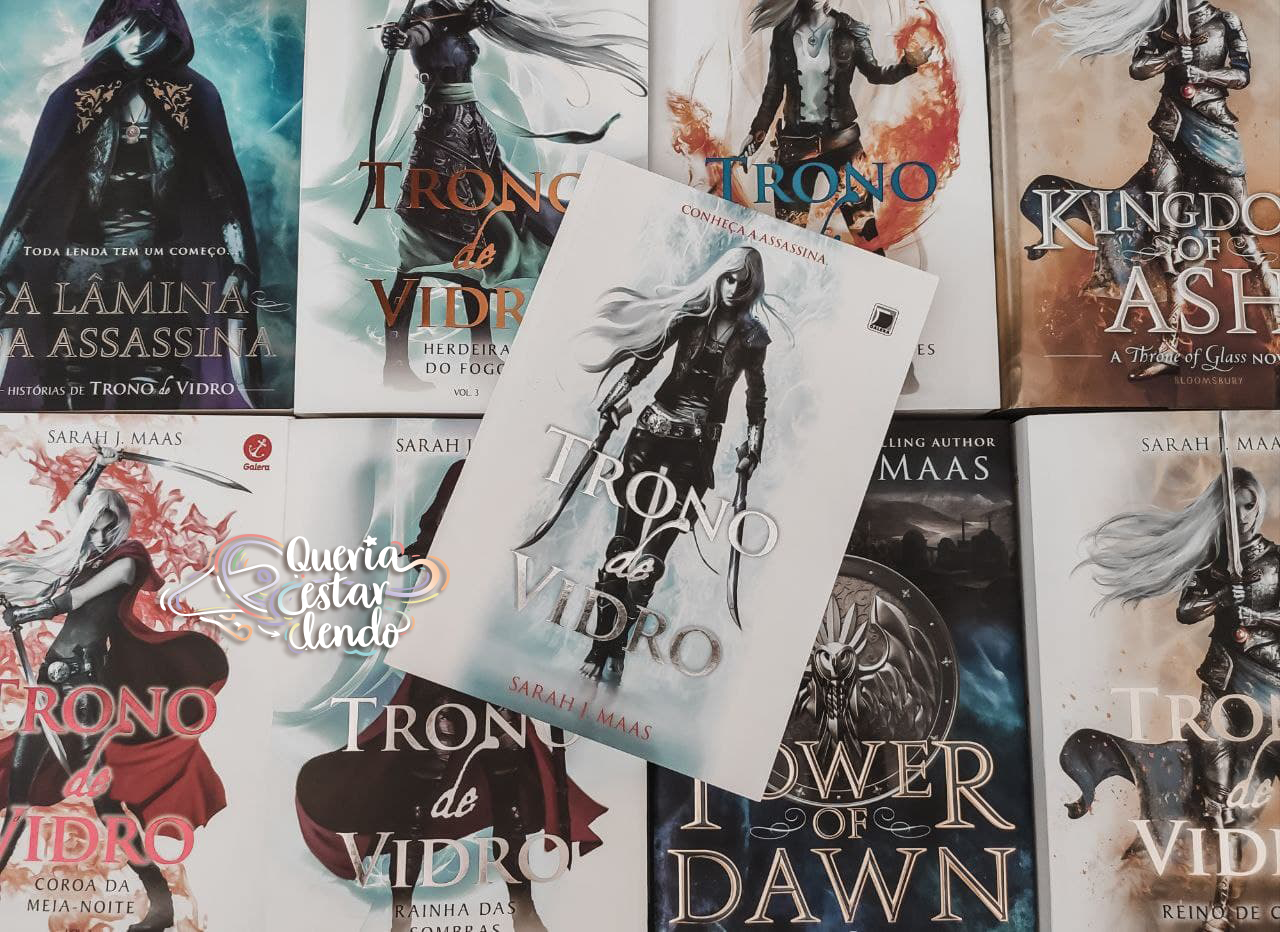 TODA LENDA TEM UM COMEÇO...
A LÂMINA
A ASSASSINA
HISTÓRIAS DE TRONO de VIDRO
TRONO
de
VIDR
HERDEIRA
DO FOGO
VOL. 3
TRONO
ES
KINGDO
OF
ASH
A Throne of Glass NOV
BLOOMSBURY
CONHEÇA A ASSASSINA.
GALERA
TRONO
de
VIDRO
SARAH J. MAAS
SARAH J. MAAS
Galera
TRONO
de
VIDRO
COROA DA
MEIA-NOITE
Queria
estar
lendo
SARAH J.
TRONO
de
VIDRO
RAINHA DAS
SOMBRAS
LLING AUTHOR
MAAS
TOWER
OF
DAWN
SARAH J. MAA
TRON
de
VIDR
REINO DE C